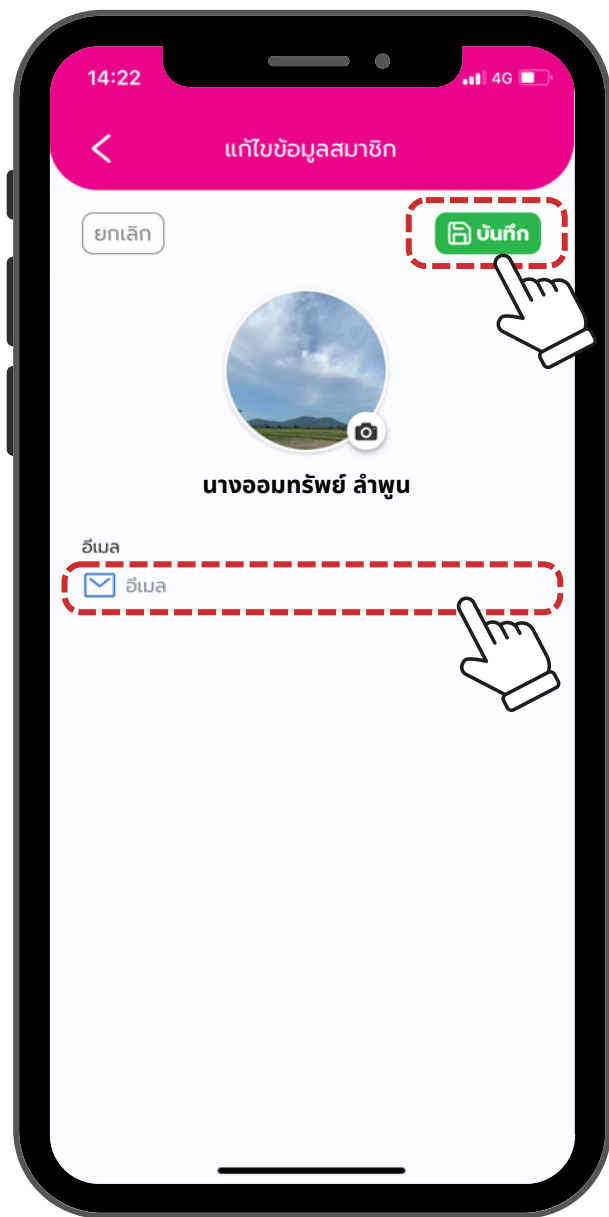 14:22 4G
แก้ไขข้อมูลสมาชิก
ยกเลิก บันทึก
นางออมทรัพย์ ลำพูน
อีเมล
อีเมล